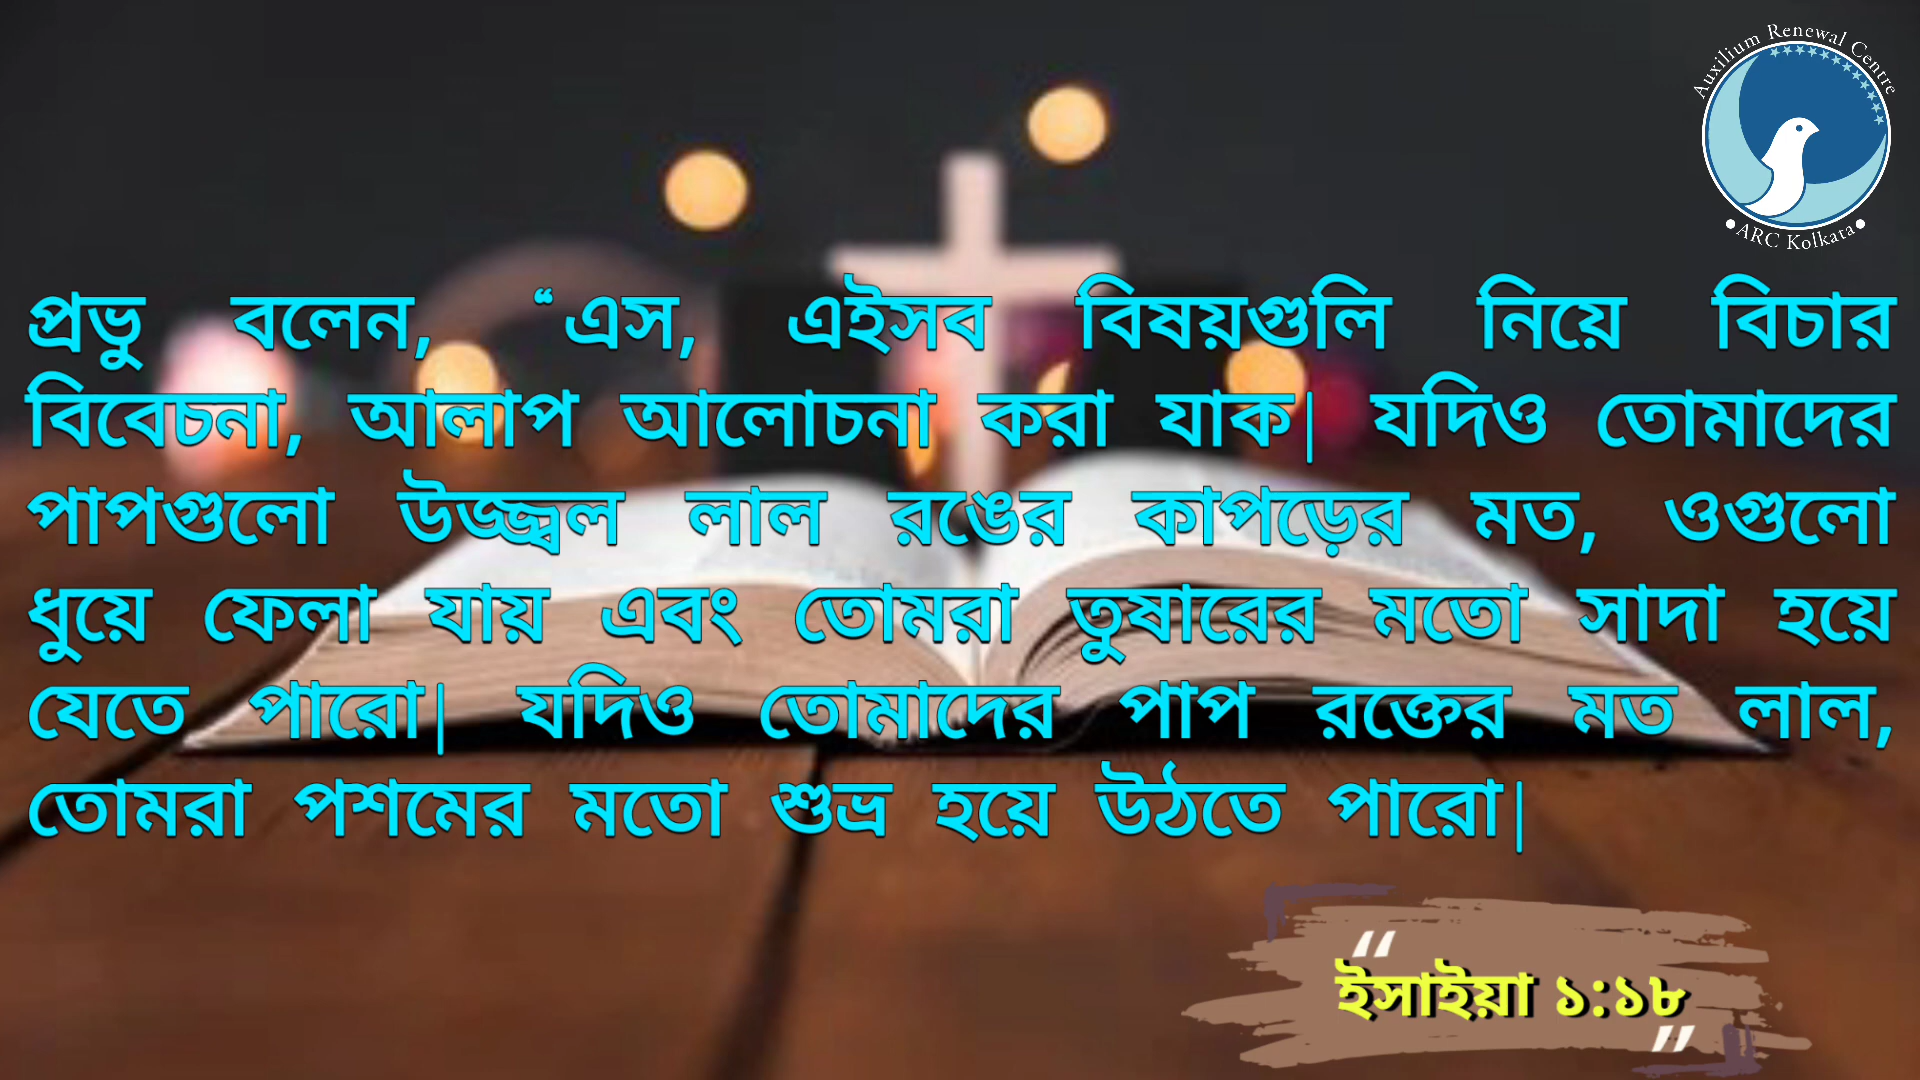 Auxilium Renewal Centre
• ARC Kolkata •
প্রভু বলেন, “এস, এইসব বিষয়গুলি নিয়ে বিচার
বিবেচনা, আলাপ আলোচনা করা যাক| যদিও তোমাদের
পাপগুলো উজ্জ্বল লাল রঙের কাপড়ের মত, ওগুলো
ধুয়ে ফেলা যায় এবং তোমরা তুষারের মতো সাদা হয়ে
যেতে পারো| যদিও তোমাদের পাপ রক্তের মত লাল,
তোমরা পশমের মতো শুভ্র হয়ে উঠতে পারো|
“ইসাইয়া ১:১৮”